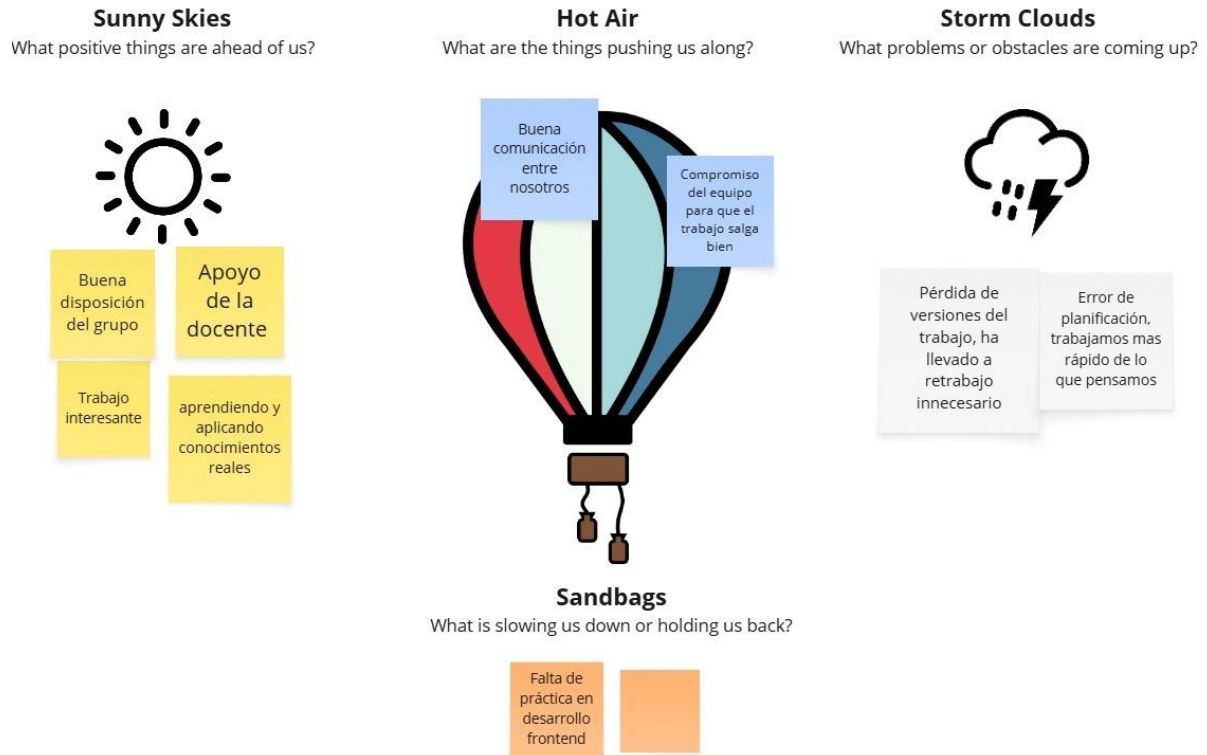 Sunny Skies
What positive things are ahead of us?
Buena
disposición
del grupo
Apoyo
de la
docente
Trabajo
interesante
aprendiendo y
aplicando
conocimientos
reales
Hot Air
What are the things pushing us along?
Buena
comunicación
entre
nosotros
Compromiso
del equipo
para que el
trabajo salga
bien
Storm Clouds
What problems or obstacles are coming up?
Pérdida de
versiones del
trabajo, ha
llevado a
retrabajo
innecesario
Error de
planificación,
trabajamos mas
rápido de lo
que pensamos
Sandbags
What is slowing us down or holding us back?
Falta de
práctica en
desarrollo
frontend